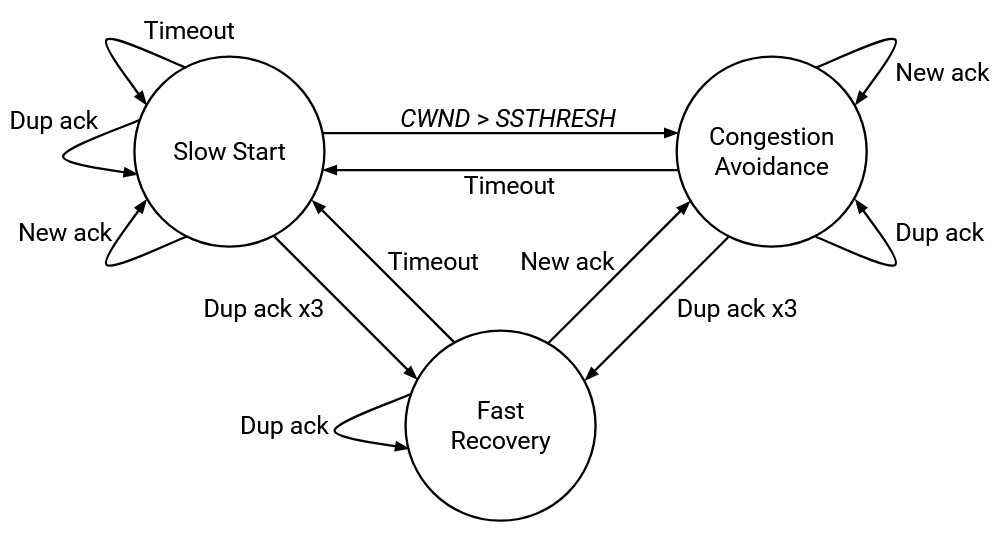 Timeout
New ack
Dup ack
CWND > SSTHRESH
Slow Start
Congestion
Avoidance
Timeout
New ack
Dup ack
Timeout
New ack
Dup ack x3
Dup ack x3
Fast
Recovery
Dup ack